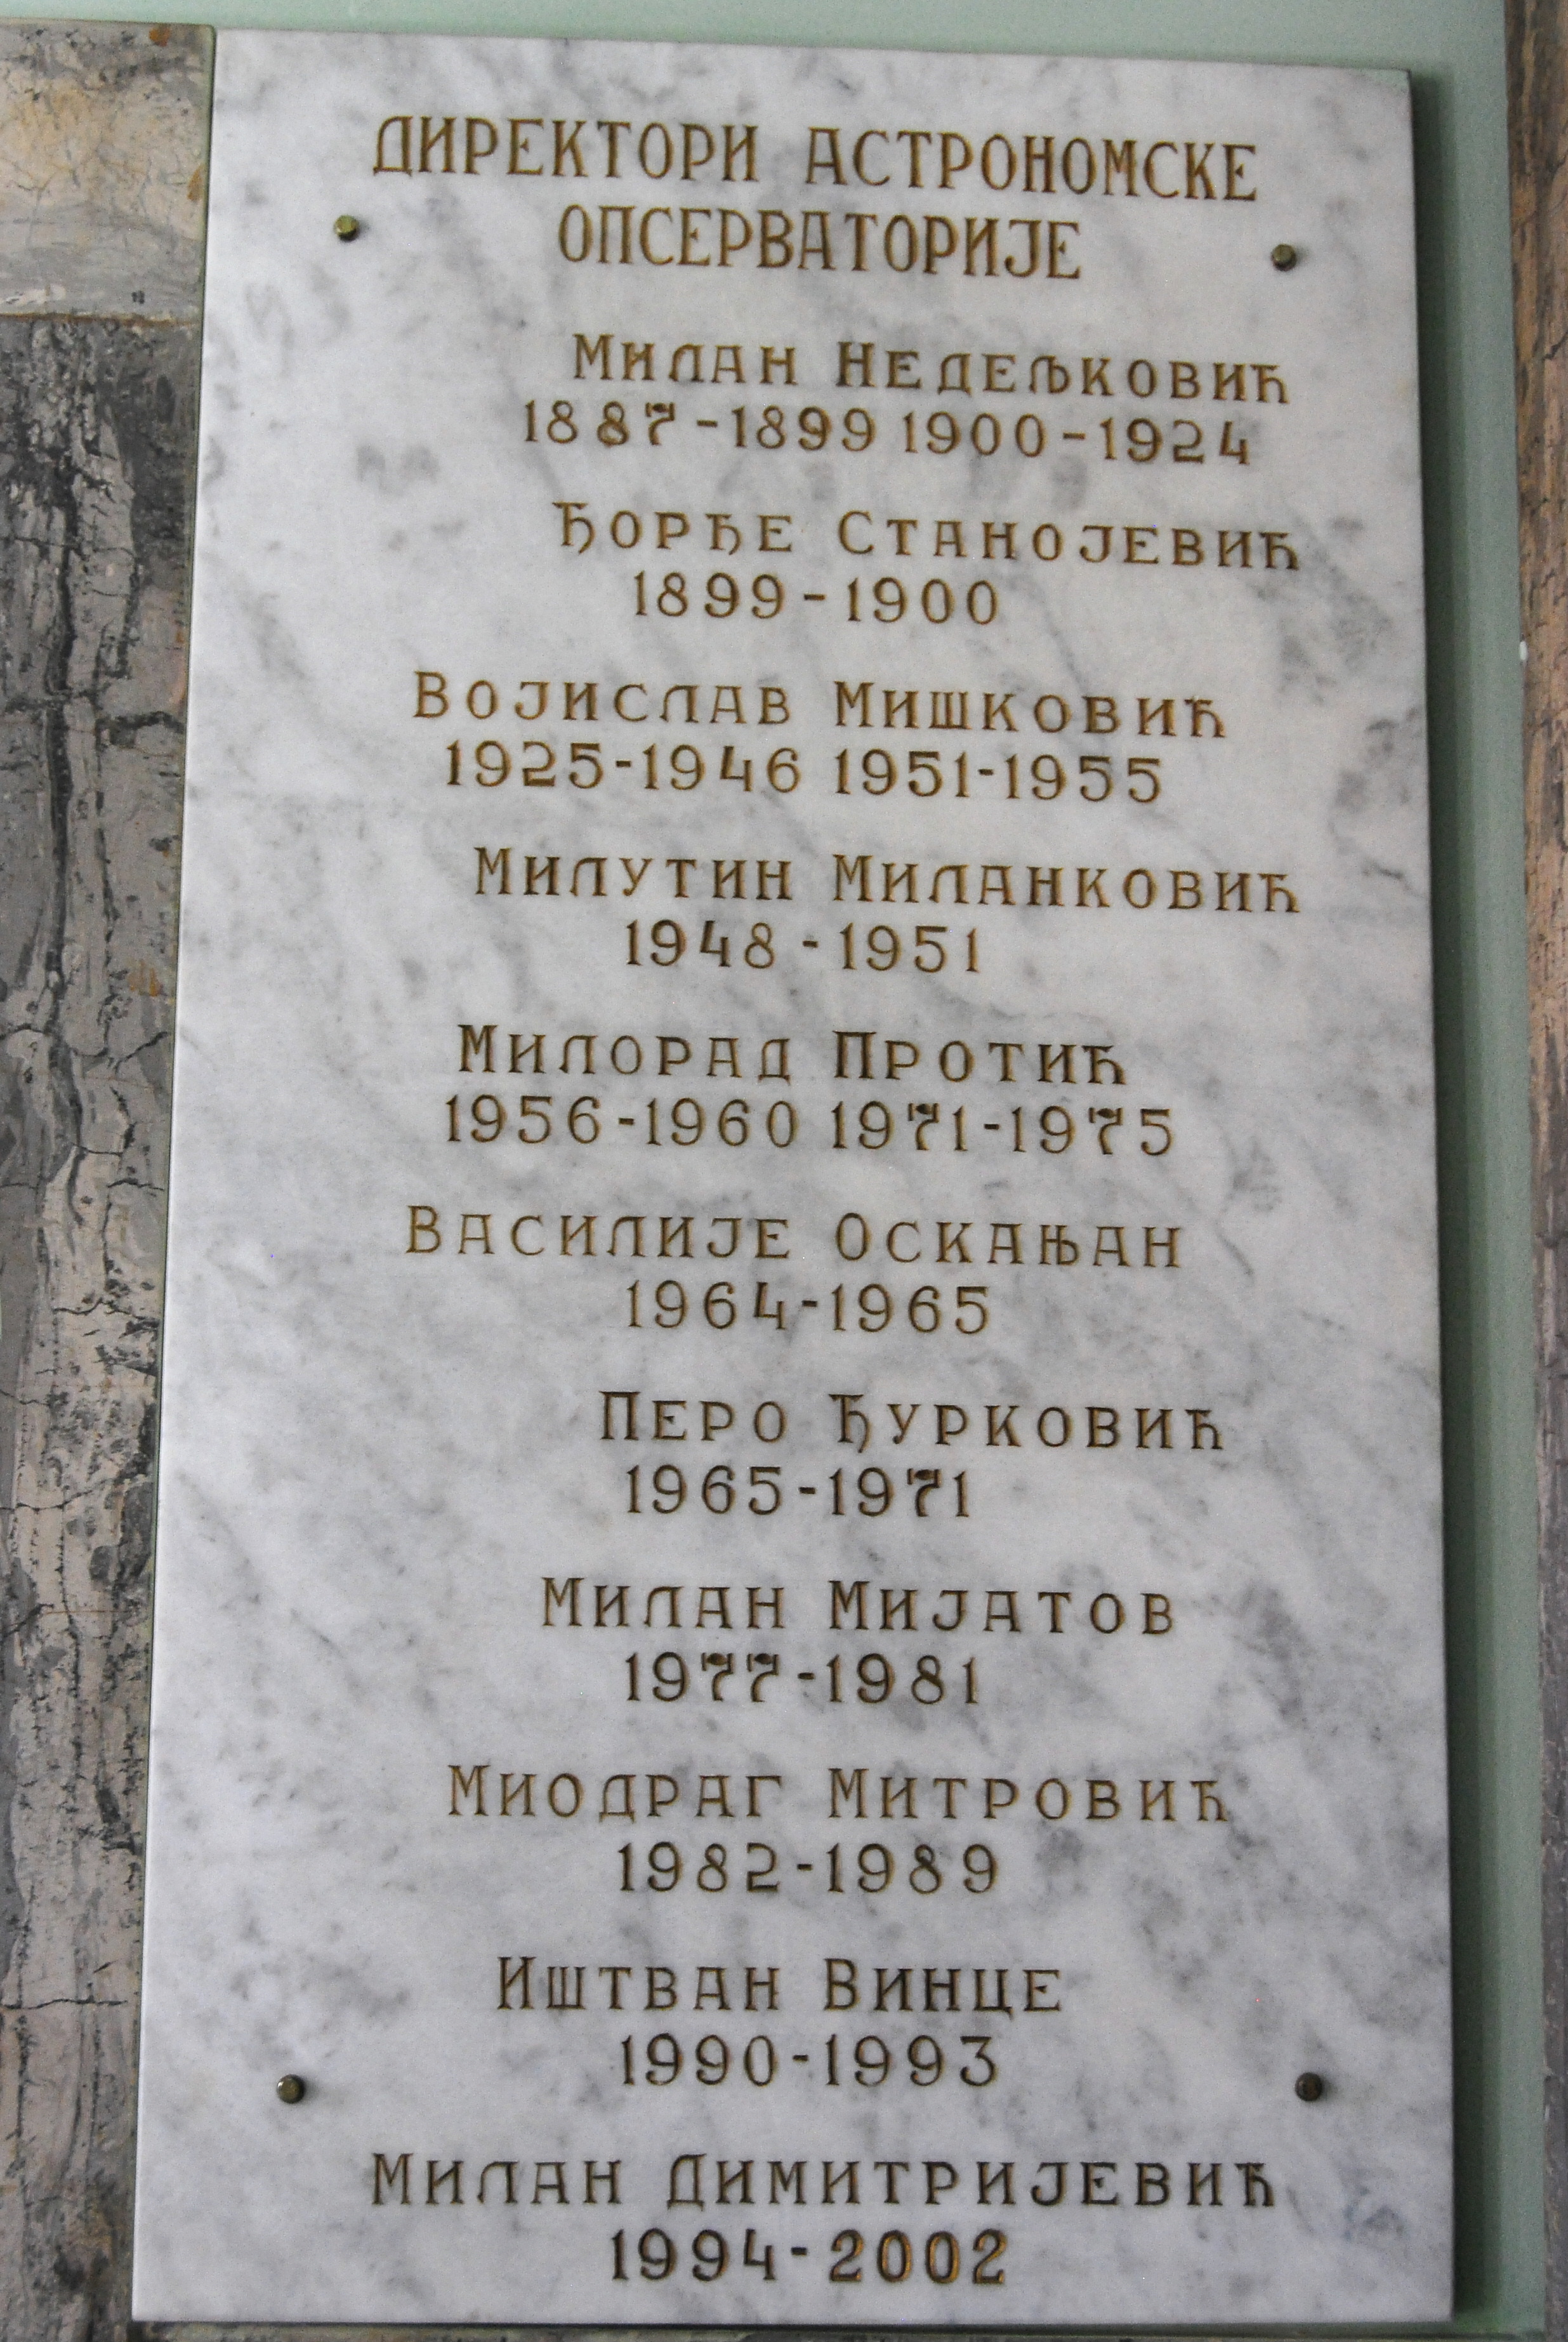 ДИРЕКТОРИ АСТРОНОМСКЕ
ОПСЕРВАТОРИЈЕ
МИЛАН НЕДЕЉКОВИЋ
1887-1899 1900-1924
ЂОРЂЕ СТАНОЈЕВИЋ
1899-1900
ВОЈИСЛАВ МИШКОВИЋ
1925-1946 1951-1955
МИЛУТИН МИЛАНКОВИЋ
1948-1951
МИЛОРАД ПРОТИЋ
1956-1960 1971-1975
ВАСИЛИЈЕ ОСКАЊАН
1964-1965
ПЕРО ЂУРКОВИЋ
1965-1971
МИЛАН МИЈАТОВ
1977-1981
МИОДРАГ МИТРОВИЋ
1982-1989
ИШТВАН ВИНЦЕ
1990-1993
МИЛАН ДИМИТРИЈЕВИЋ
1994-2002